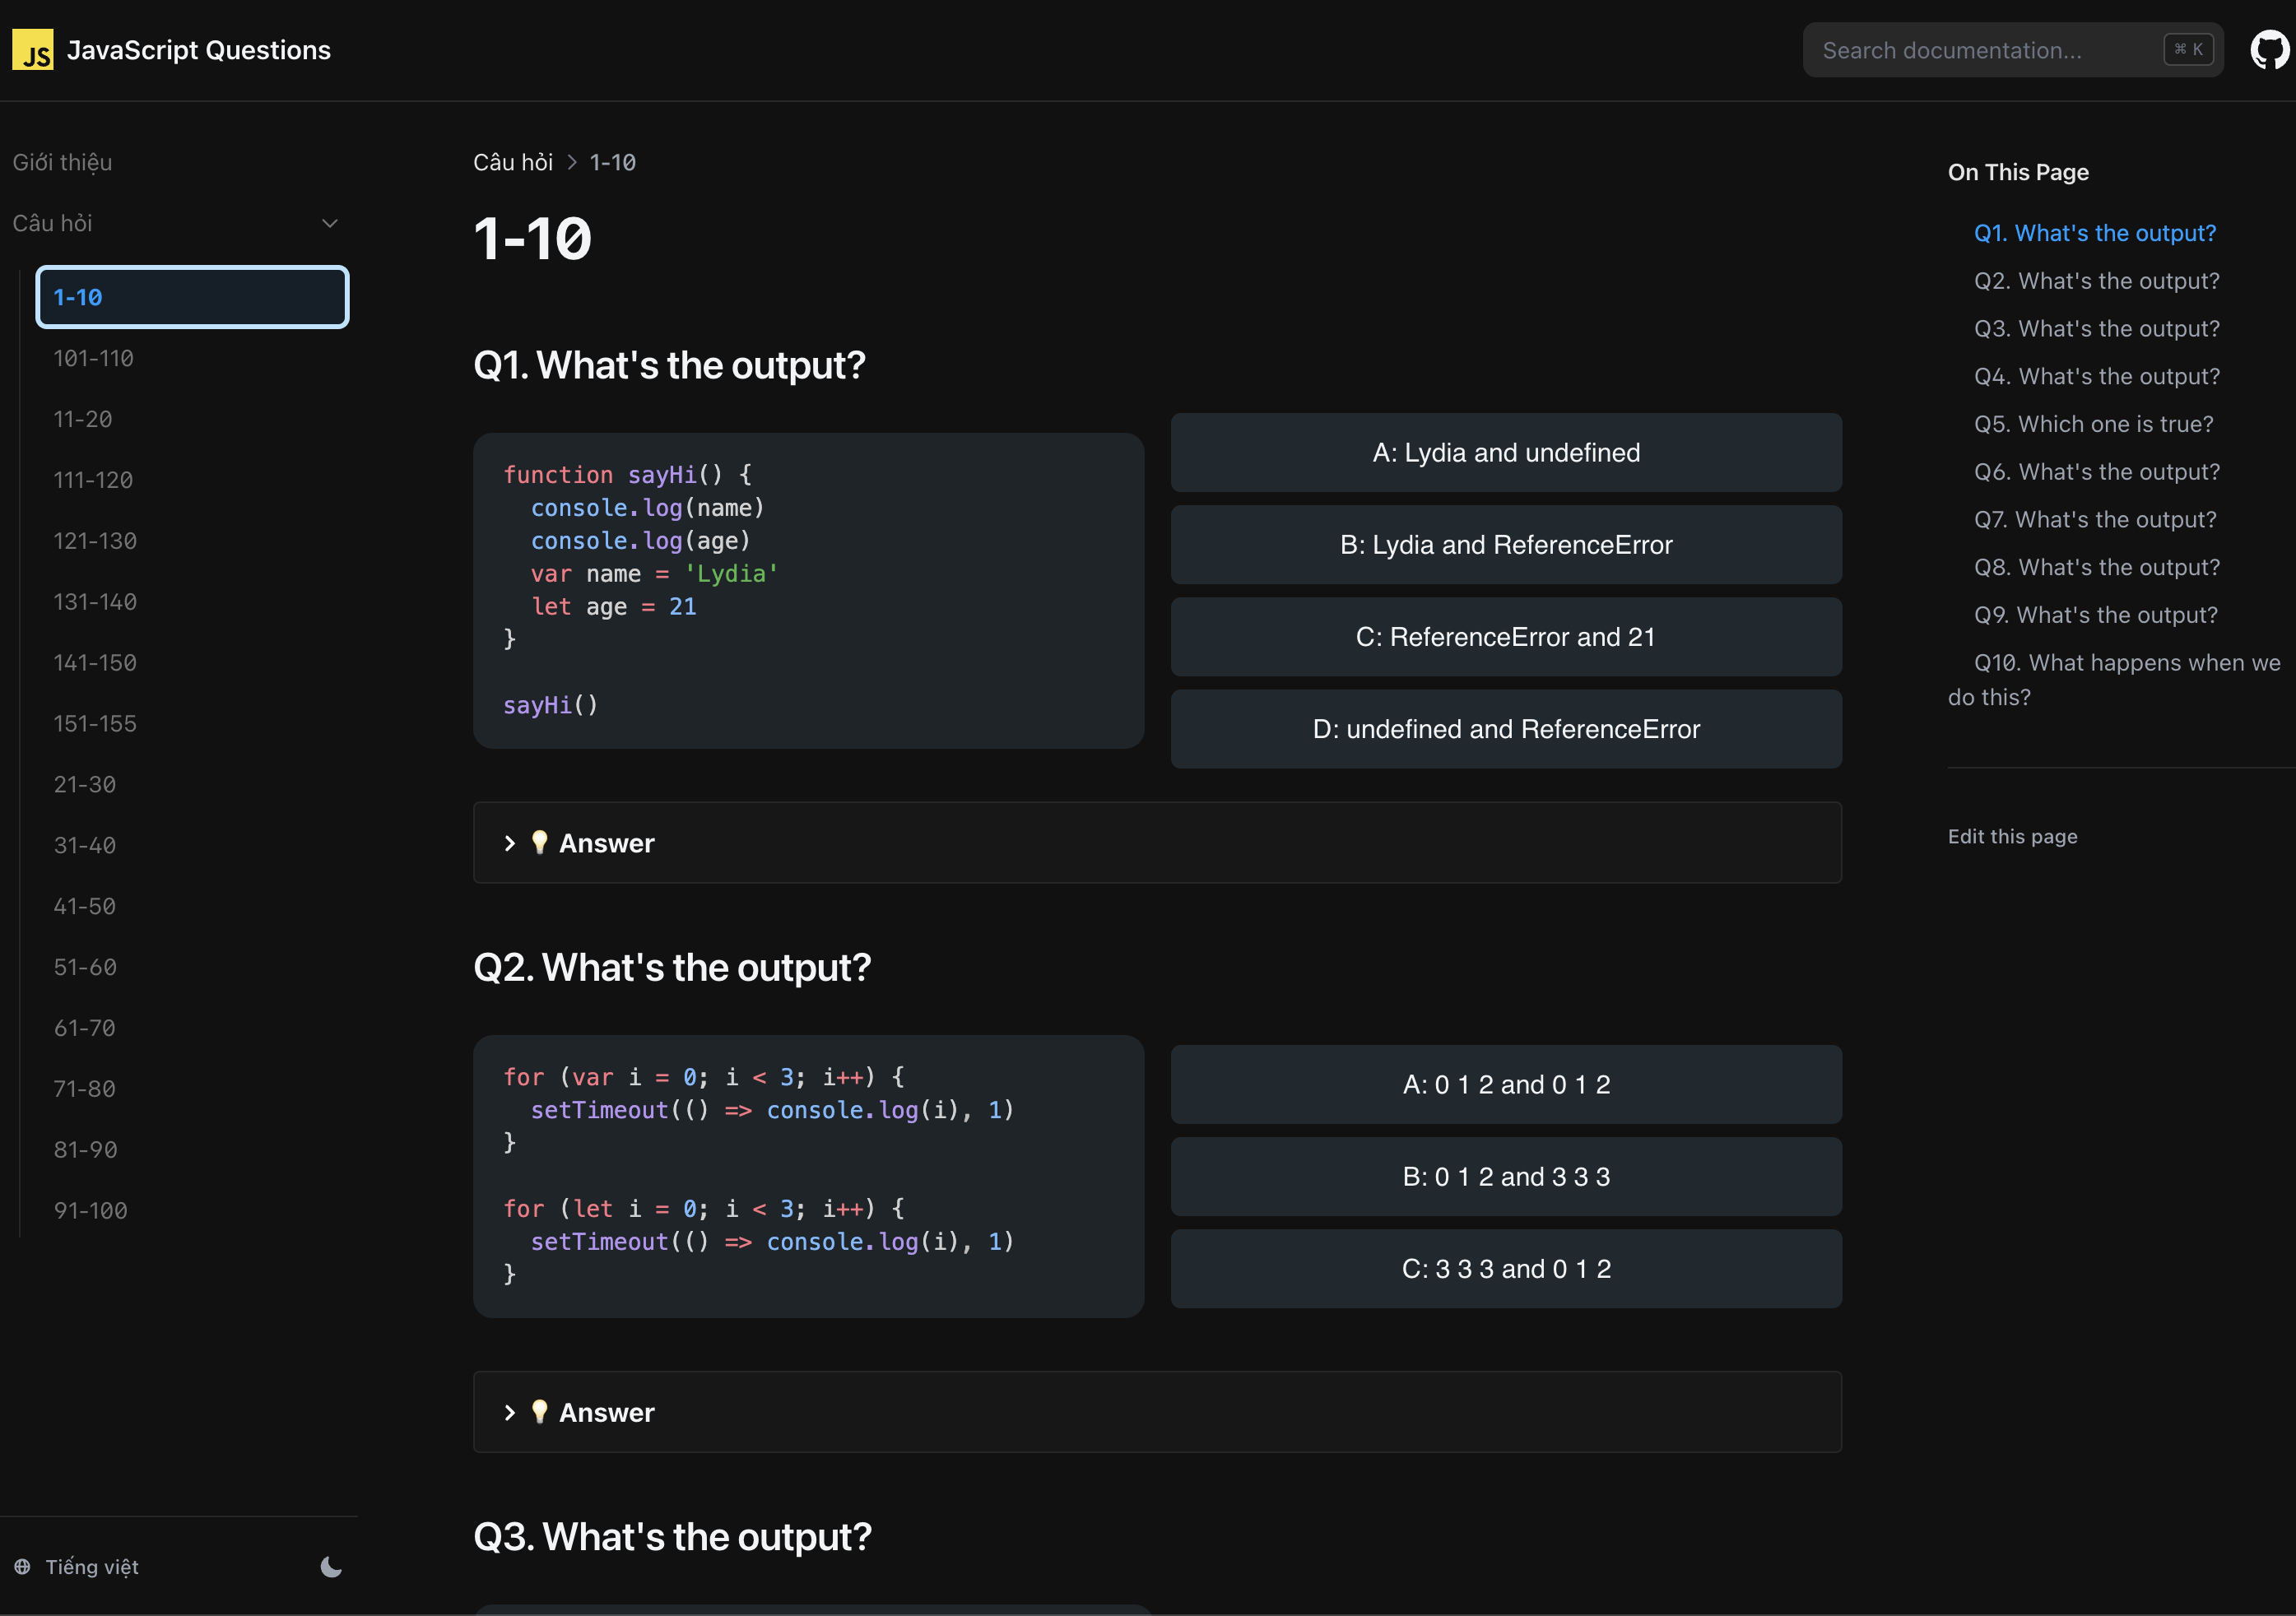 JS JavaScript Questions
Search documentation...
⌘ K
Giới thiệu
Câu hỏi
1-10
101-110
11-20
111-120
121-130
131-140
141-150
151-155
21-30
31-40
41-50
51-60
61-70
71-80
81-90
91-100
Tiếng việt
Câu hỏi > 1-10
1-10
Q1. What's the output?
function sayHi() {
  console.log(name)
  console.log(age)
  var name = 'Lydia'
  let age = 21
}
sayHi()
A: Lydia and undefined
B: Lydia and ReferenceError
C: ReferenceError and 21
D: undefined and ReferenceError
💡 Answer
Q2. What's the output?
for (var i = 0; i < 3; i++) {
  setTimeout(() => console.log(i), 1)
}
for (let i = 0; i < 3; i++) {
  setTimeout(() => console.log(i), 1)
}
A: 0 1 2 and 0 1 2
B: 0 1 2 and 3 3 3
C: 3 3 3 and 0 1 2
💡 Answer
Q3. What's the output?
On This Page
Q1. What's the output?
Q2. What's the output?
Q3. What's the output?
Q4. What's the output?
Q5. Which one is true?
Q6. What's the output?
Q7. What's the output?
Q8. What's the output?
Q9. What's the output?
Q10. What happens when we
do this?
Edit this page